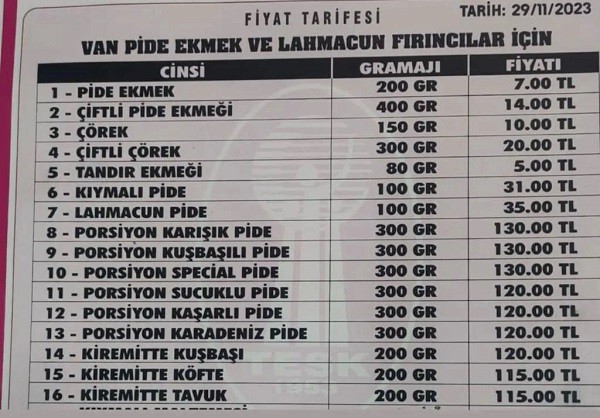 FİYAT TARİFESİ
TARİH: 29/11/2023
VAN PİDE EKMEK VE LAHMACUN FIRINCILAR İÇİN
CİNSİ GRAMAJI FİYATI
1 - PİDE EKMEK 200 GR 7.00 TL
2 - ÇİFTLİ PİDE EKMEĞİ 400 GR 14.00 TL
3 - ÇÖREK 150 GR 10.00 TL
4 - ÇİFTLİ ÇÖREK 300 GR 20.00 TL
5 - TANDIR EKMEĞİ 80 GR 5.00 TL
6 - KIYMALI PİDE 100 GR 31.00 TL
7 - LAHMACUN PİDE 100 GR 35.00 TL
8 - PORSİYON KARIŞIK PİDE 300 GR 130.00 TL
9 - PORSİYON KUŞBAŞILI PİDE 300 GR 130.00 TL
10 - PORSİYON SPECİAL PİDE 300 GR 130.00 TL
11 - PORSİYON SUCUKLU PİDE 300 GR 120.00 TL
12 - PORSİYON KAŞARLI PİDE 300 GR 120.00 TL
13 - PORSİYON KARADENİZ PİDE 300 GR 120.00 TL
14 - KİREMİTTE KUŞBAŞI 200 GR 120.00 TL
15 - KİREMİTTE KÖFTE 200 GR 115.00 TL
16 - KİREMİTTE TAVUK 200 GR 115.00 TL
TESK